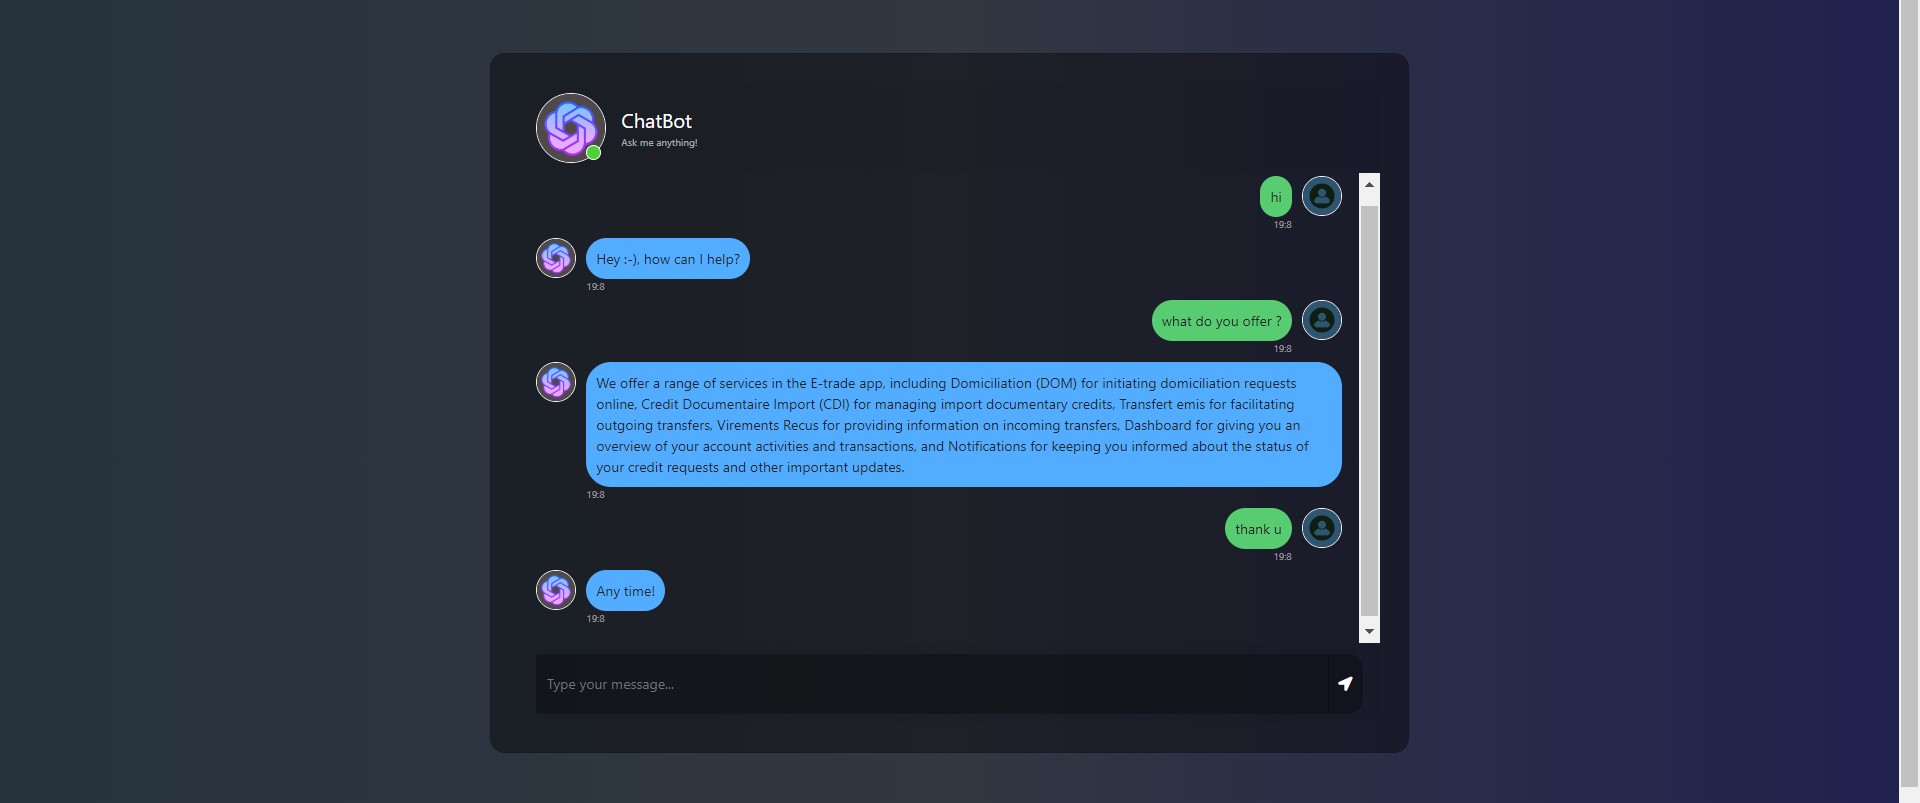 ChatBot
Ask me anything!
hi
19:8
Hey :-), how can I help?
19:8
what do you offer ?
19:8
We offer a range of services in the E-trade app, including Domiciliation (DOM) for initiating domiciliation requests
online, Credit Documentaire Import (CDI) for managing import documentary credits, Transfert emis for facilitating
outgoing transfers, Virements Recus for providing information on incoming transfers, Dashboard for giving you an
overview of your account activities and transactions, and Notifications for keeping you informed about the status of
your credit requests and other important updates.
19:8
thank u
19:8
Any time!
19:8
Type your message...